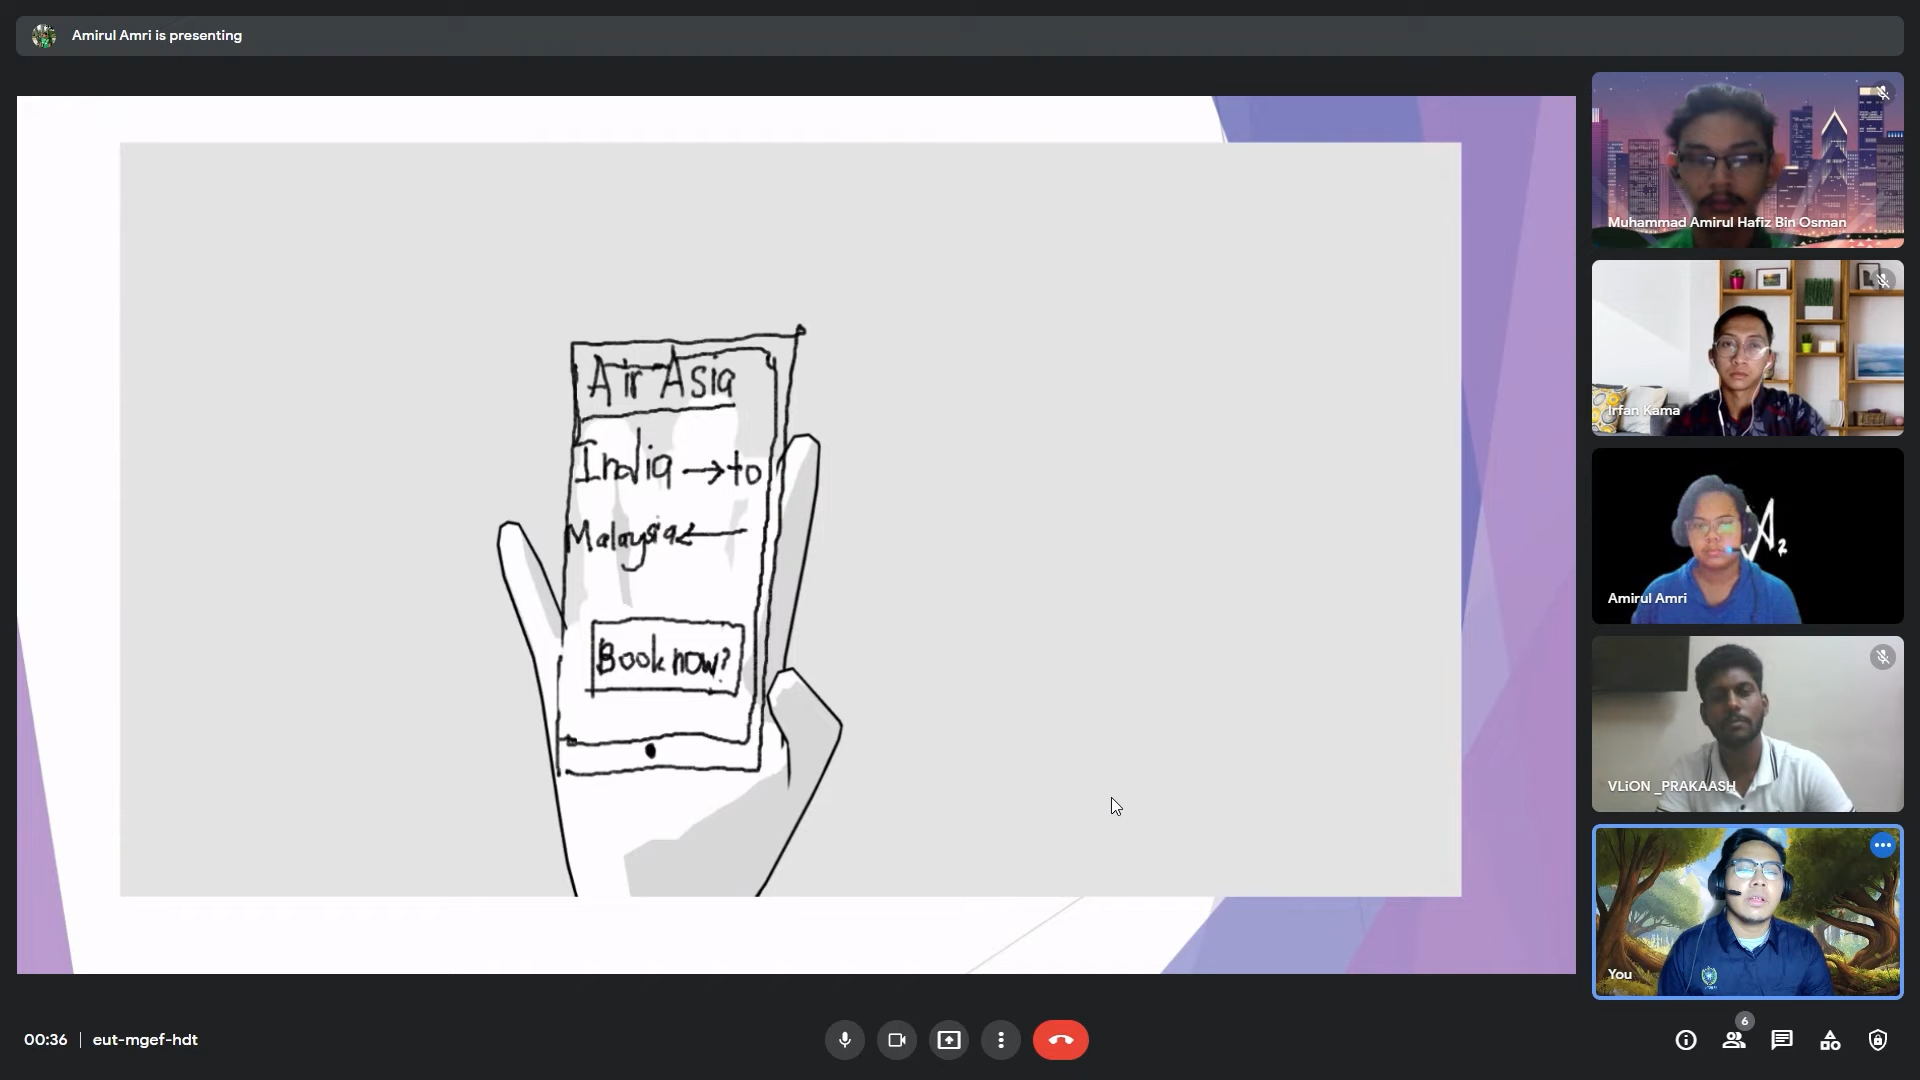 Amirul Amri is presenting
Air Asia
India → to
Malaysia ←
Book now?
Muhammad Amirul Hafiz Bin Osman
Irfan Kama
A2
Amirul Amri
VLiON _PRAKAASH
You
00:36 | eut-mgef-hdt
6